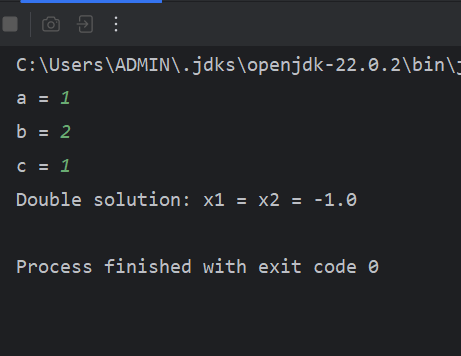 C:\Users\ADMIN\.jdks\openjdk-22.0.2\bin\j
a = 1
b = 2
c = 1
Double solution: x1 = x2 = -1.0
Process finished with exit code 0